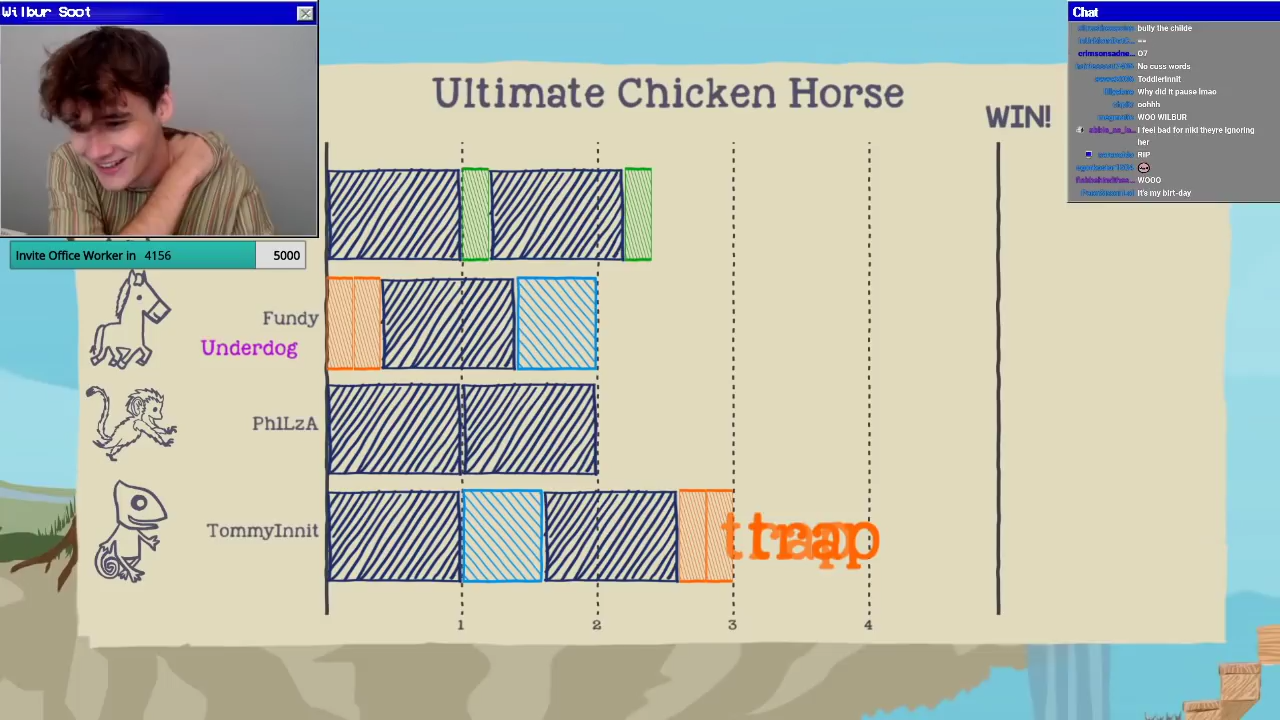 Wilbur Soot
Chat
bully the childe
--
O7
No cuss words
ToddlerInnit
Why did it pause lmao
oohhh
WOO WILBUR
I feel bad for niki theyre ignoring
her
RIP
WOOO
It's my birt-day
Ultimate Chicken Horse
WIN!
Invite Office Worker in 4156
5000
Fundy
Underdog
Ph1LzA
TommyInnit
trap
trap
1
2
3
4